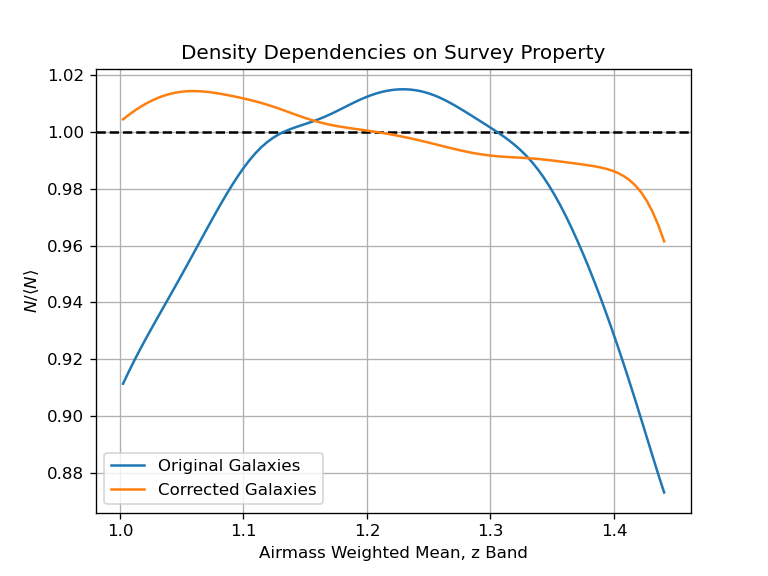 Density Dependencies on Survey Property
1.02
1.00
0.98
0.96
0.94
0.92
0.90
0.88
N/⟨N⟩
Original Galaxies
Corrected Galaxies
1.0 1.1 1.2 1.3 1.4
Airmass Weighted Mean, z Band